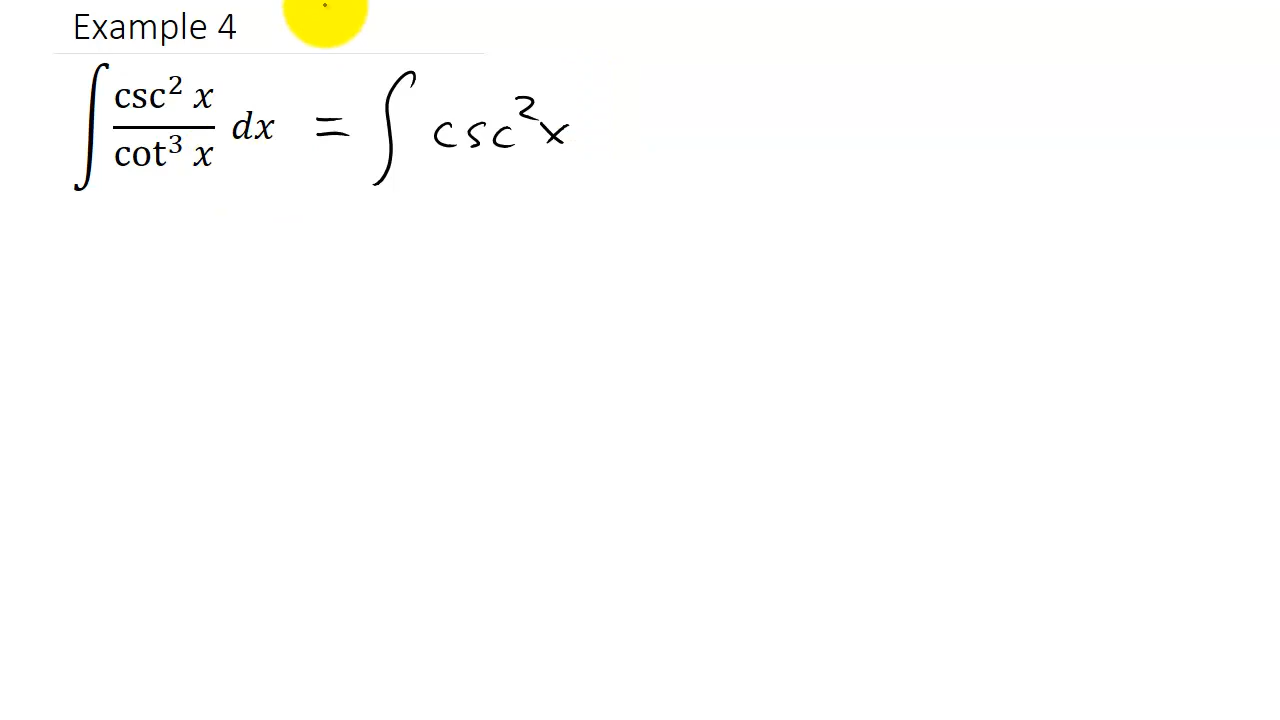 Example 4
∫ csc² x / cot³ x dx = ∫ csc²x